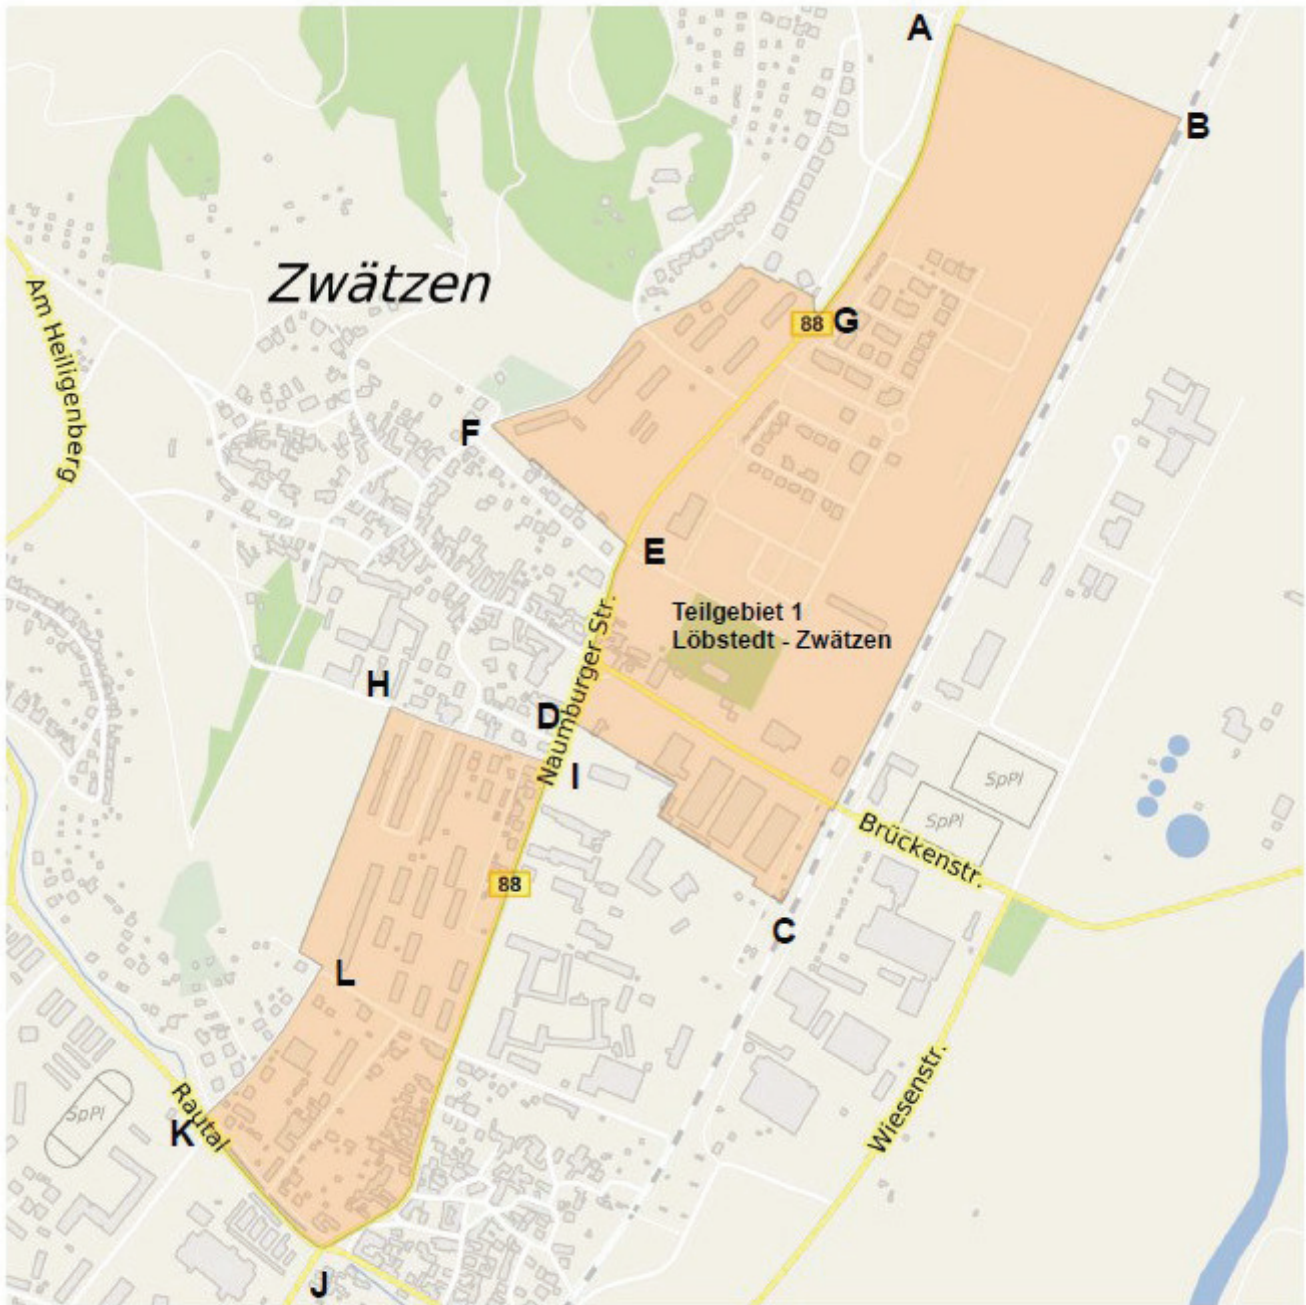 A
B
Zwätzen
Am Heiligenberg
88 G
F
E
Teilgebiet 1
Löbstedt - Zwätzen
H
D
Naumburger Str.
I
SpPl
SpPl
Brückenstr.
88
C
L
Wiesenstr.
SpPl
Rautal
K
J